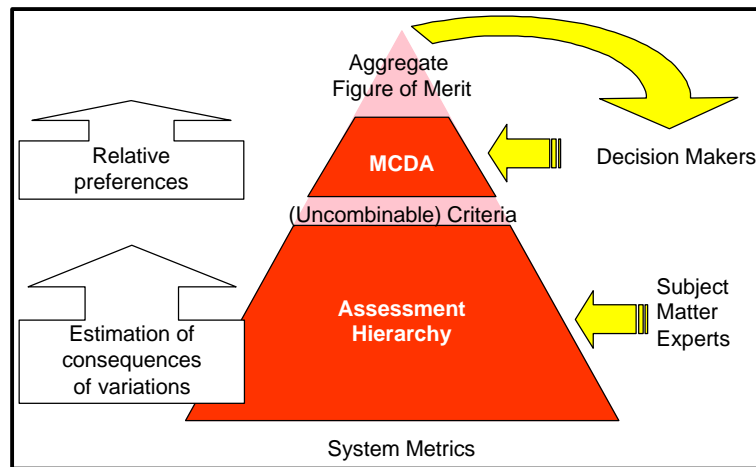 Aggregate
Figure of Merit
Relative
preferences
MCDA
Decision Makers
(Uncombinable) Criteria
Assessment
Hierarchy
Subject
Matter
Experts
Estimation of
consequences
of variations
System Metrics